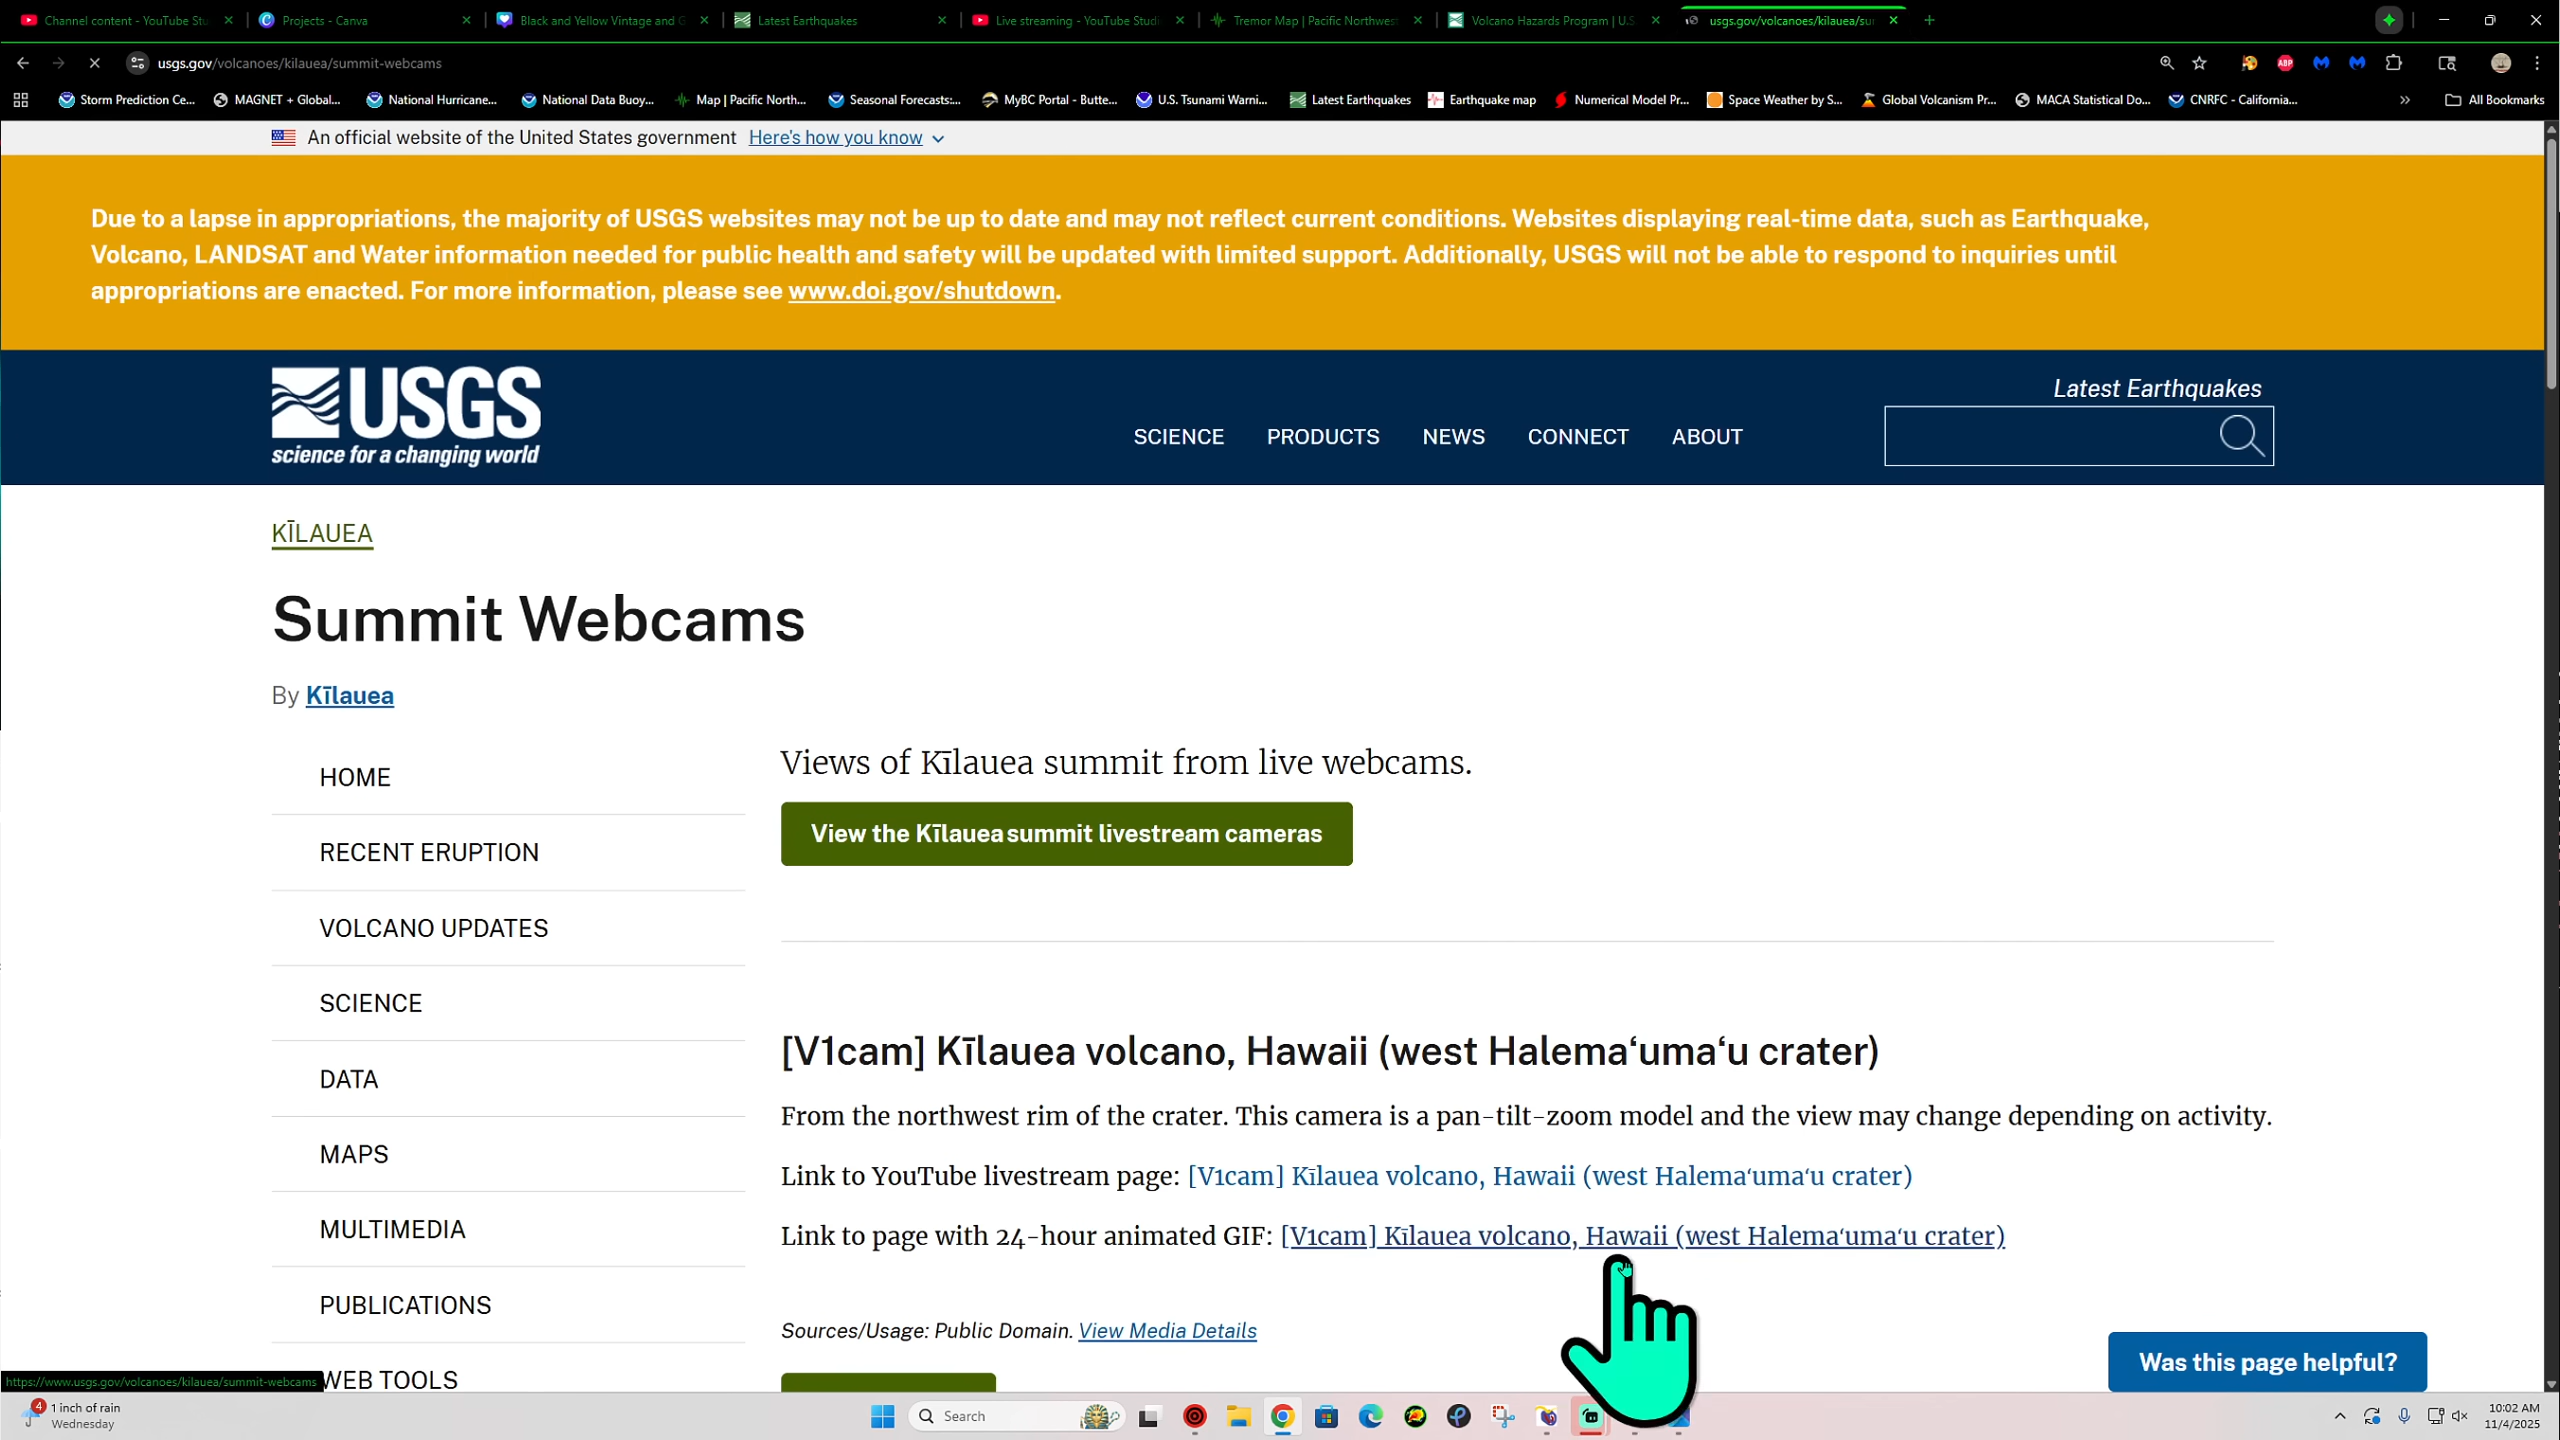 Channel content - YouTube Stu
Projects - Canva
Black and Yellow Vintage and G
Latest Earthquakes
Live streaming - YouTube Studi
Tremor Map | Pacific Northwes
Volcano Hazards Program | U.S
usgs.gov/volcanoes/kilauea/su
usgs.gov/volcanoes/kilauea/summit-webcams
Storm Prediction Ce...
MAGNET + Global...
National Hurricane...
National Data Buoy...
Map | Pacific North...
Seasonal Forecasts:...
MyBC Portal - Butte...
U.S. Tsunami Warni...
Latest Earthquakes
Earthquake map
Numerical Model Pr...
Space Weather by S...
Global Volcanism Pr...
MACA Statistical Do...
CNRFC - California...
All Bookmarks
An official website of the United States government Here's how you know
Due to a lapse in appropriations, the majority of USGS websites may not be up to date and may not reflect current conditions. Websites displaying real-time data, such as Earthquake,
Volcano, LANDSAT and Water information needed for public health and safety will be updated with limited support. Additionally, USGS will not be able to respond to inquiries until
appropriations are enacted. For more information, please see www.doi.gov/shutdown.
USGS
science for a changing world
SCIENCE PRODUCTS NEWS CONNECT ABOUT
Latest Earthquakes
KĪLAUEA
Summit Webcams
By Kīlauea
HOME
RECENT ERUPTION
VOLCANO UPDATES
SCIENCE
DATA
MAPS
MULTIMEDIA
PUBLICATIONS
WEB TOOLS
Views of Kīlauea summit from live webcams.
View the Kīlauea summit livestream cameras
[V1cam] Kīlauea volcano, Hawaii (west Halemaʻumaʻu crater)
From the northwest rim of the crater. This camera is a pan-tilt-zoom model and the view may change depending on activity.
Link to YouTube livestream page: [V1cam] Kīlauea volcano, Hawaii (west Halemaʻumaʻu crater)
Link to page with 24-hour animated GIF: [V1cam] Kīlauea volcano, Hawaii (west Halemaʻumaʻu crater)
Sources/Usage: Public Domain. View Media Details
Was this page helpful?
https://www.usgs.gov/volcanoes/kilauea/summit-webcams
4
1 inch of rain
Wednesday
Search
10:02 AM
11/4/2025